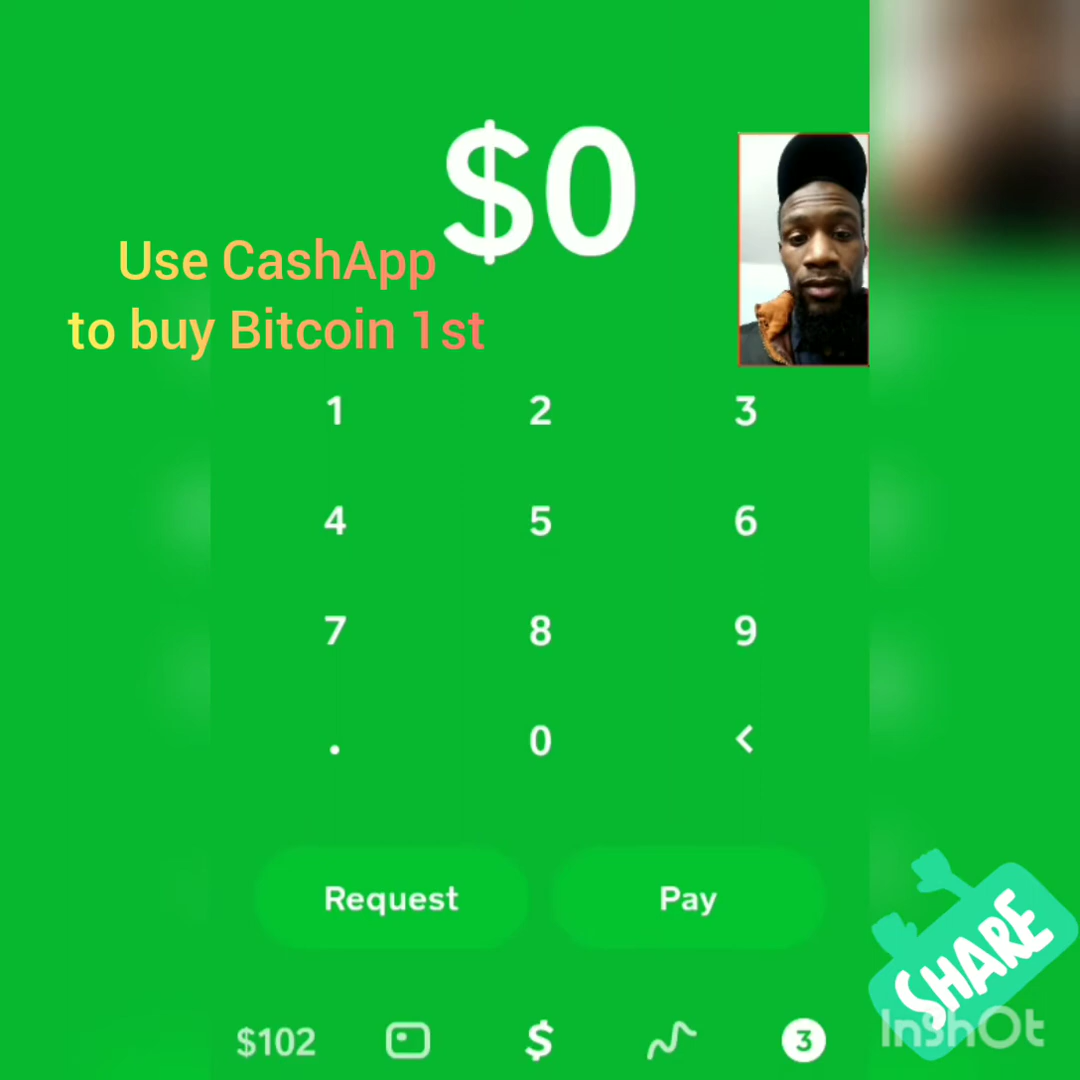 $0
Use CashApp
to buy Bitcoin 1st
1 2 3
4 5 6
7 8 9
. 0 <
Request Pay
SHARE
$102 $ 3
InShOt